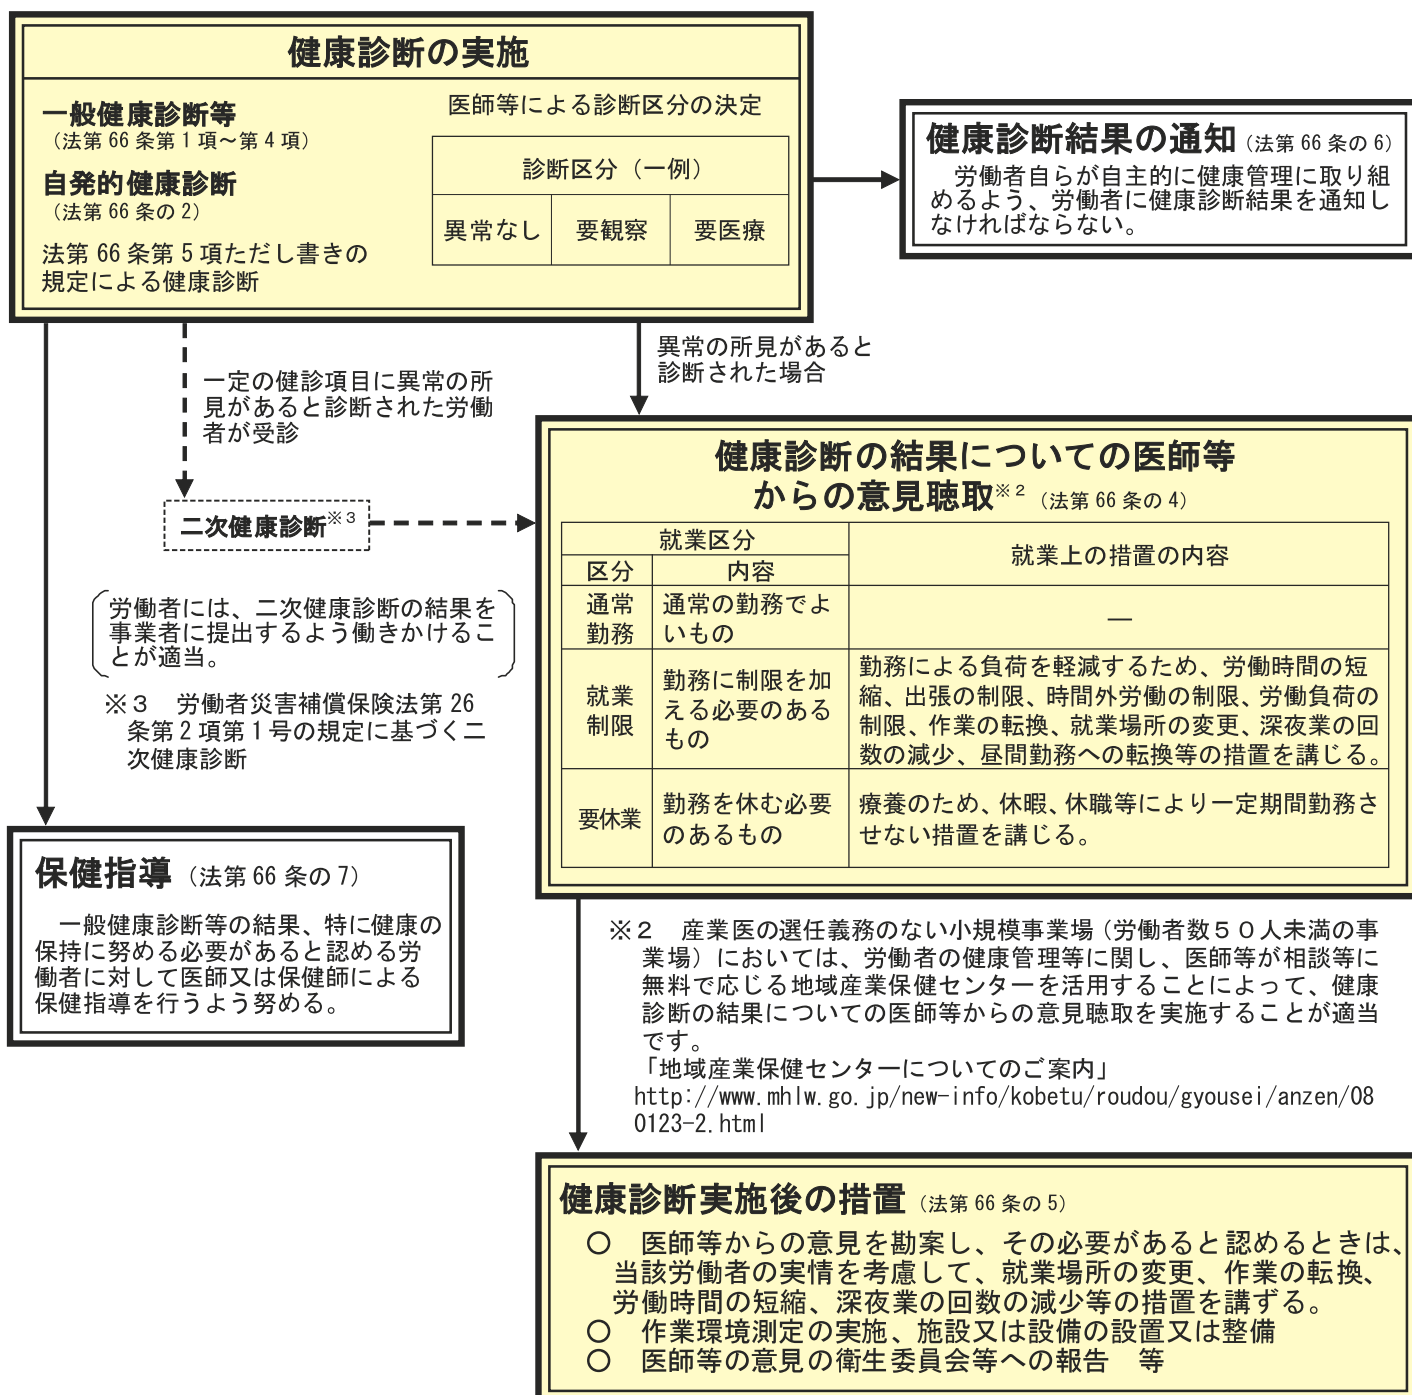 健康診断の実施
一般健康診断等
（法第 66 条第 1 項～第 4 項）
自発的健康診断
（法第 66 条の 2）
法第 66 条第 5 項ただし書きの
規定による健康診断
医師等による診断区分の決定
診断区分（一例）
異常なし 要観察 要医療
健康診断結果の通知（法第 66 条の 6）
労働者自らが自主的に健康管理に取り組
めるよう、労働者に健康診断結果を通知し
なければならない。
異常の所見があると
診断された場合
一定の健診項目に異常の所
見があると診断された労働
者が受診
二次健康診断※３
労働者には、二次健康診断の結果を
事業者に提出するよう働きかけるこ
とが適当。
※３　労働者災害補償保険法第 26
条第 2 項第 1 号の規定に基づく二
次健康診断
健康診断の結果についての医師等
からの意見聴取※２（法第 66 条の 4）
就業区分
就業上の措置の内容
区分 内容
通常
勤務
通常の勤務でよ
いもの
―
就業
制限
勤務に制限を加
える必要のある
もの
勤務による負荷を軽減するため、労働時間の短
縮、出張の制限、時間外労働の制限、労働負荷の
制限、作業の転換、就業場所の変更、深夜業の回
数の減少、昼間勤務への転換等の措置を講じる。
要休業
勤務を休む必要
のあるもの
療養のため、休暇、休職等により一定期間勤務さ
せない措置を講じる。
保健指導（法第 66 条の 7）
一般健康診断等の結果、特に健康の
保持に努める必要があると認める労
働者に対して医師又は保健師による
保健指導を行うよう努める。
※２　産業医の選任義務のない小規模事業場（労働者数５０人未満の事
業場）においては、労働者の健康管理等に関し、医師等が相談等に
無料で応じる地域産業保健センターを活用することによって、健康
診断の結果についての医師等からの意見聴取を実施することが適当
です。
「地域産業保健センターについてのご案内」
http://www.mhlw.go.jp/new-info/kobetu/roudou/gyousei/anzen/08
0123-2.html
健康診断実施後の措置（法第 66 条の 5）
○　医師等からの意見を勘案し、その必要があると認めるときは、
当該労働者の実情を考慮して、就業場所の変更、作業の転換、
労働時間の短縮、深夜業の回数の減少等の措置を講ずる。
○　作業環境測定の実施、施設又は設備の設置又は整備
○　医師等の意見の衛生委員会等への報告　等